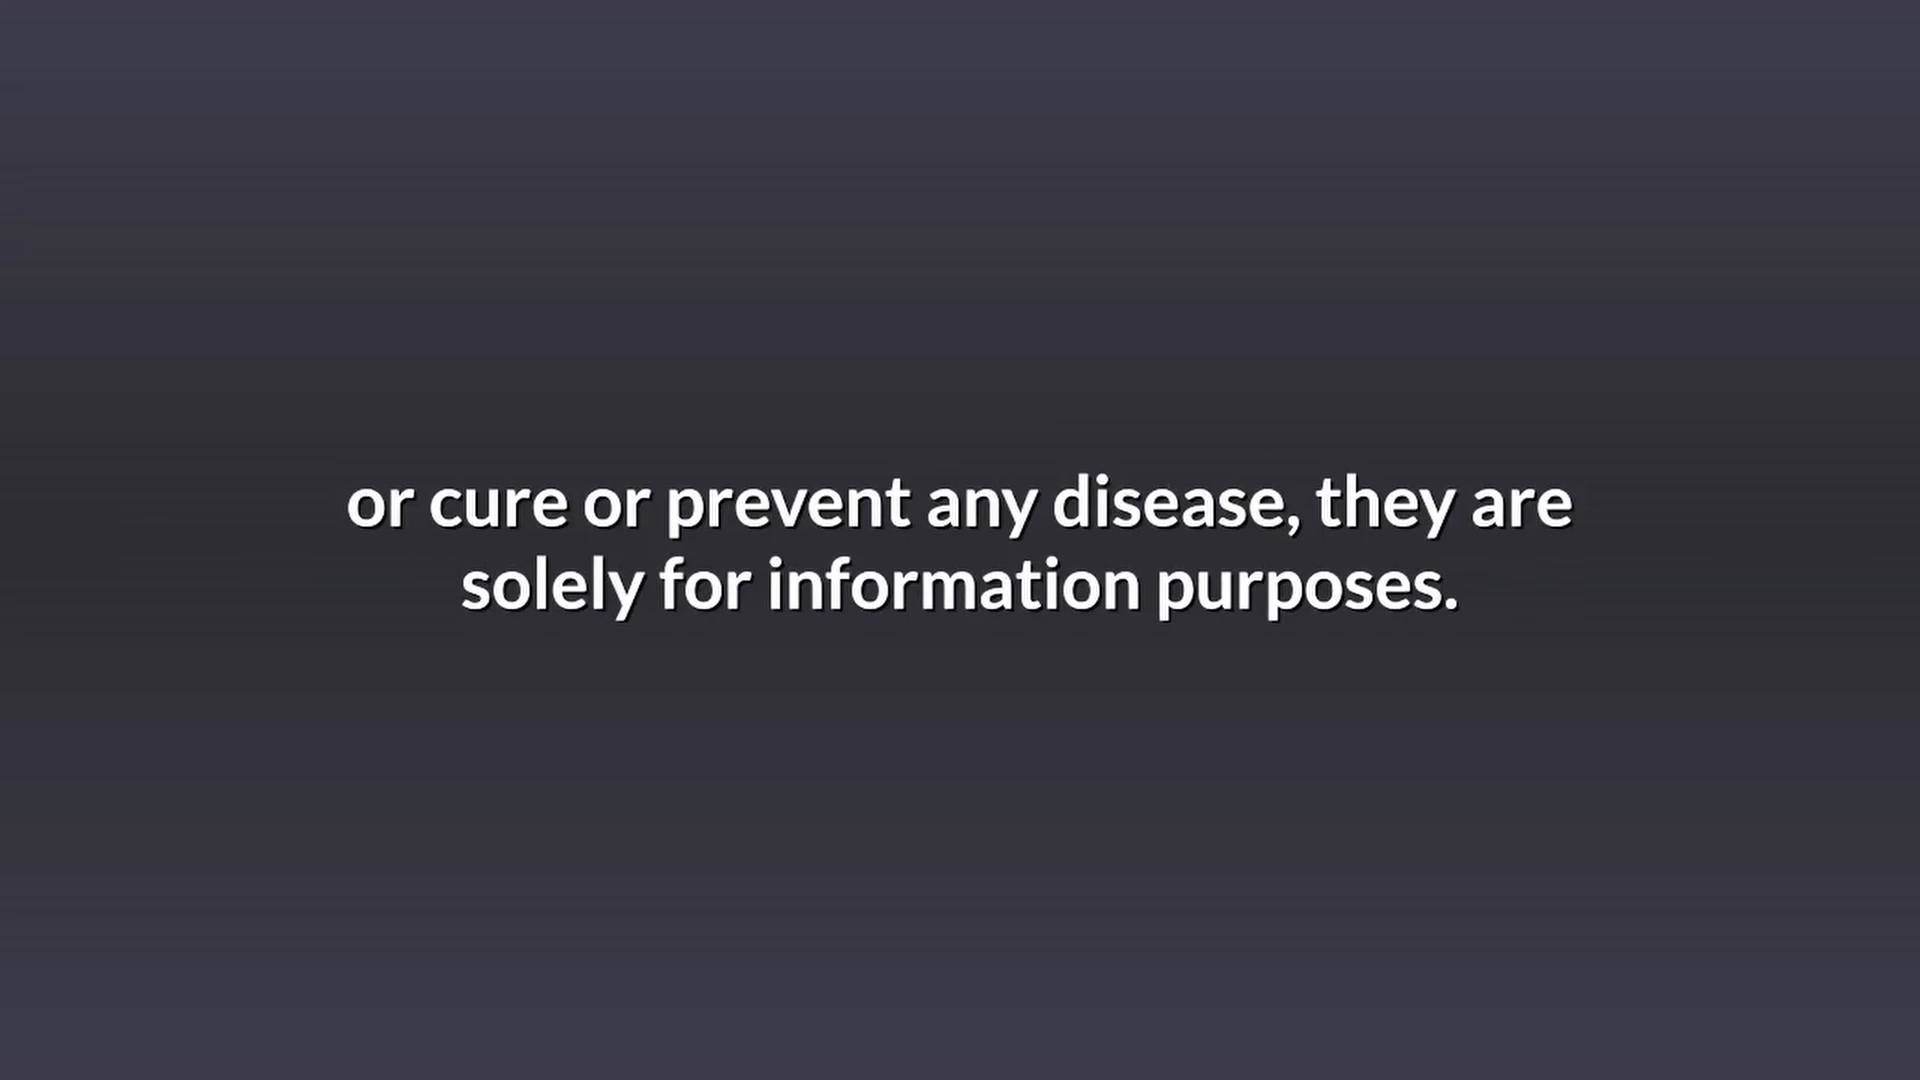 or cure or prevent any disease, they are
solely for information purposes.